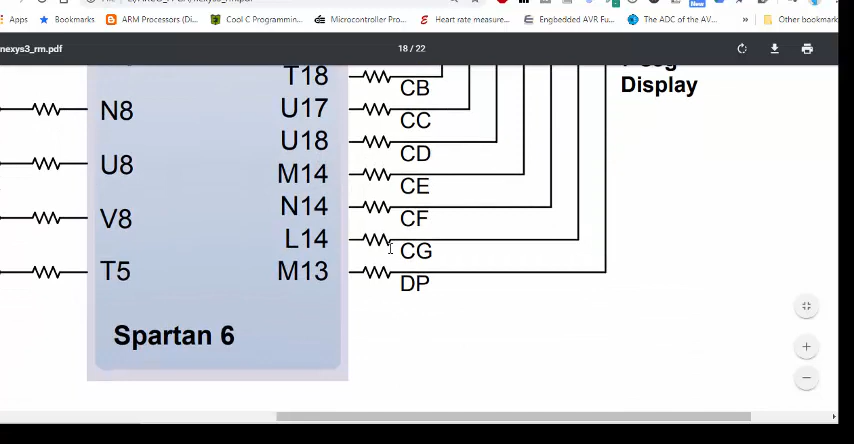 Apps Bookmarks ARM Processors (D... Cool C Programmin... Microcontroller Pro... Heart rate measure... Engbedded AVR Fu... New The ADC of the AV... Other bookmark
nexys3_rm.pdf 18 / 22
T18 CB
Display
N8 U17 CC
U18 CD
U8 M14 CE
N14 CF
V8 L14 CG
T5 M13 DP
Spartan 6